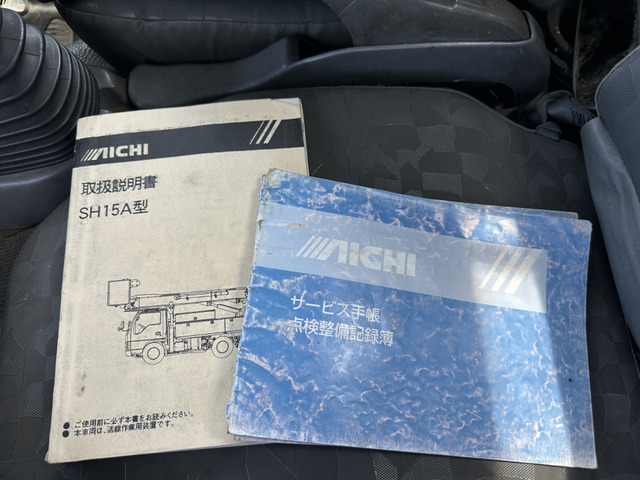 AICHI
取扱説明書
SH15A型
●ご使用前に必ず本書をお読みください。
●本車両は、活線作業用装置です。
AICHI
サービス手帳
点検整備記録簿